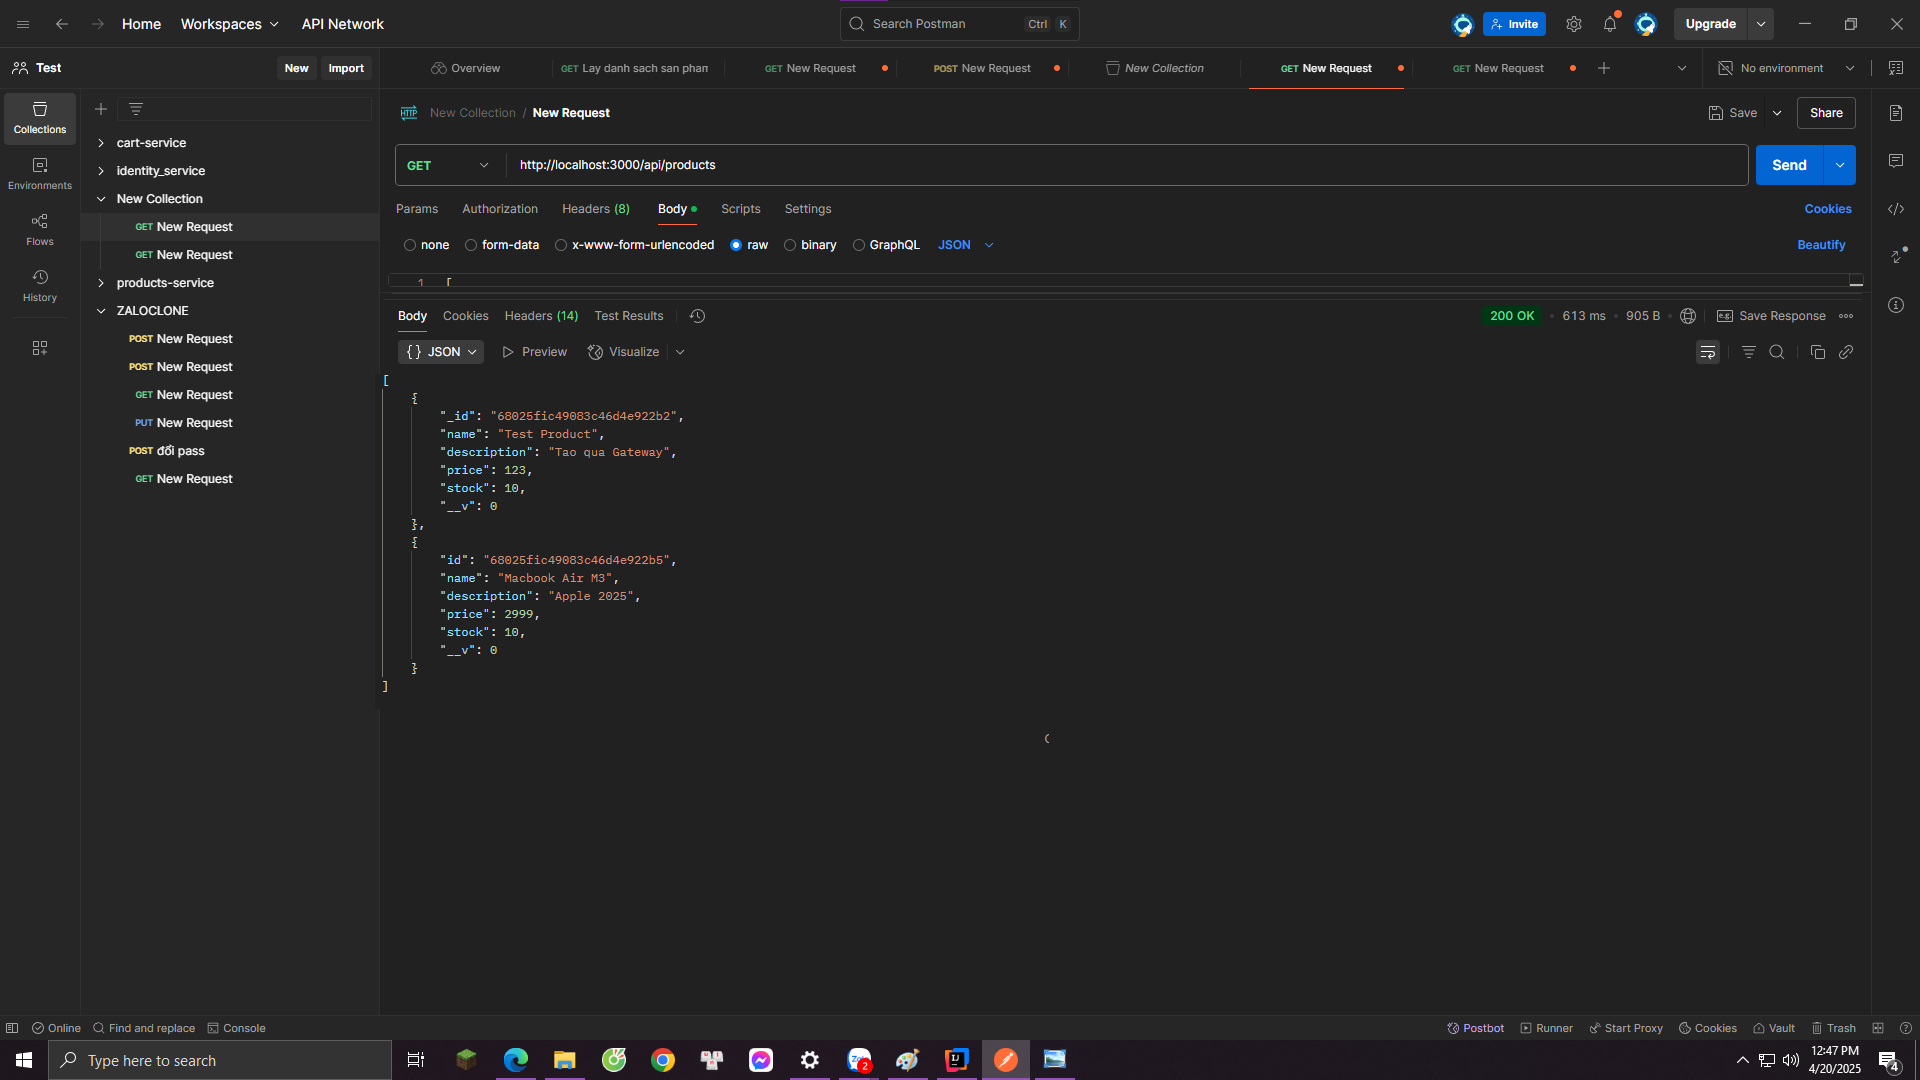 Home Workspaces API Network Search Postman Ctrl K Invite Upgrade
Test New Import Overview GET Lay danh sach san phan GET New Request POST New Request New Collection GET New Request GET New Request No environment
Collections
Environments
Flows
History
cart-service
identity_service
New Collection
GET New Request
GET New Request
products-service
ZALOCLONE
POST New Request
POST New Request
GET New Request
PUT New Request
POST đổi pass
GET New Request
HTTP New Collection / New Request Save Share
GET http://localhost:3000/api/products Send
Params Authorization Headers (8) Body Scripts Settings Cookies
none form-data x-www-form-urlencoded raw binary GraphQL JSON Beautify
1 [
Body Cookies Headers (14) Test Results 200 OK 613 ms 905 B Save Response
{} JSON Preview Visualize
[
{
"_id": "68025fic49083c46d4e922b2",
"name": "Test Product",
"description": "Tao qua Gateway",
"price": 123,
"stock": 10,
"__v": 0
},
{
"id": "68025fic49083c46d4e922b5",
"name": "Macbook Air M3",
"description": "Apple 2025",
"price": 2999,
"stock": 10,
"__v": 0
}
]
Online Find and replace Console Postbot Runner Start Proxy Cookies Vault Trash
Type here to search Zalo 2 IJ 12:47 PM
4/20/2025 4